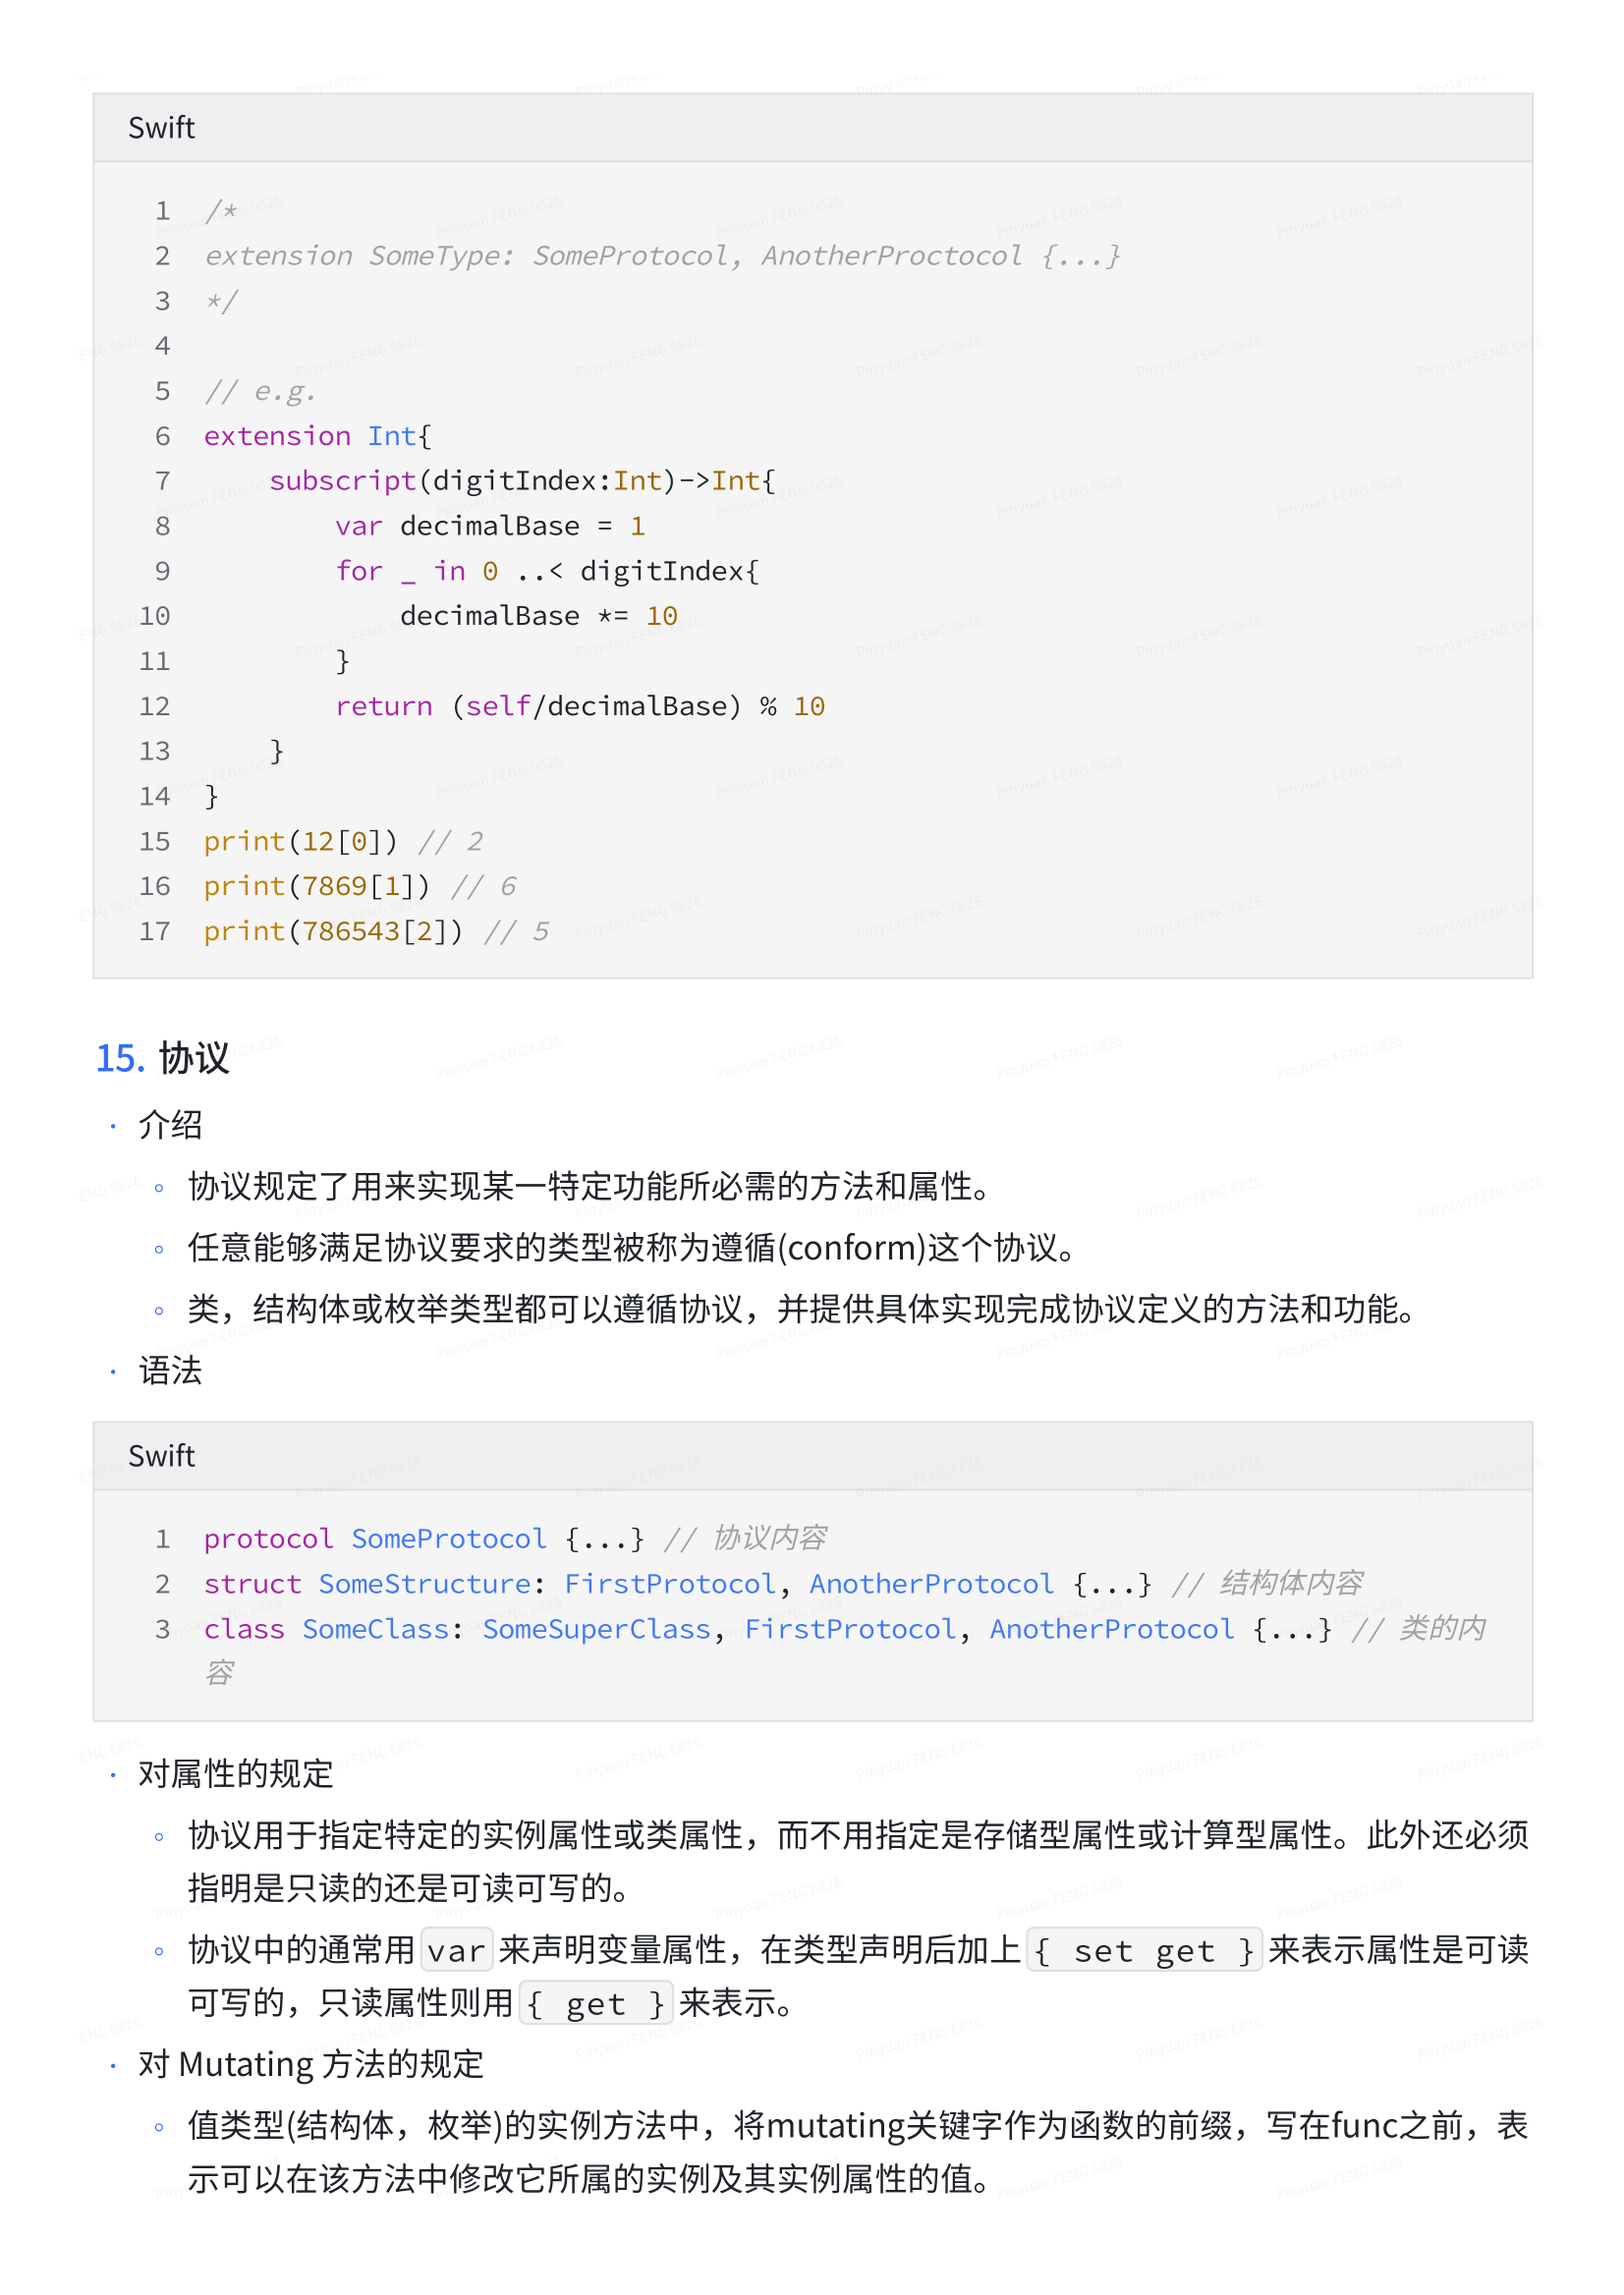 Swift
1 /*
2 extension SomeType: SomeProtocol, AnotherProctocol {...}
3 */
4
5 // e.g.
6 extension Int{
7     subscript(digitIndex:Int)->Int{
8         var decimalBase = 1
9         for _ in 0 ..< digitIndex{
10             decimalBase *= 10
11         }
12         return (self/decimalBase) % 10
13     }
14 }
15 print(12[0]) // 2
16 print(7869[1]) // 6
17 print(786543[2]) // 5
15. 协议
· 介绍
◦ 协议规定了用来实现某一特定功能所必需的方法和属性。
◦ 任意能够满足协议要求的类型被称为遵循(conform)这个协议。
◦ 类，结构体或枚举类型都可以遵循协议，并提供具体实现完成协议定义的方法和功能。
· 语法
Swift
1 protocol SomeProtocol {...} // 协议内容
2 struct SomeStructure: FirstProtocol, AnotherProtocol {...} // 结构体内容
3 class SomeClass: SomeSuperClass, FirstProtocol, AnotherProtocol {...} // 类的内
容
· 对属性的规定
◦ 协议用于指定特定的实例属性或类属性，而不用指定是存储型属性或计算型属性。此外还必须
指明是只读的还是可读可写的。
◦ 协议中的通常用 var 来声明变量属性，在类型声明后加上 { set get } 来表示属性是可读
可写的，只读属性则用 { get } 来表示。
· 对 Mutating 方法的规定
◦ 值类型(结构体，枚举)的实例方法中，将mutating关键字作为函数的前缀，写在func之前，表
示可以在该方法中修改它所属的实例及其实例属性的值。
Pinyuan FENG 6826